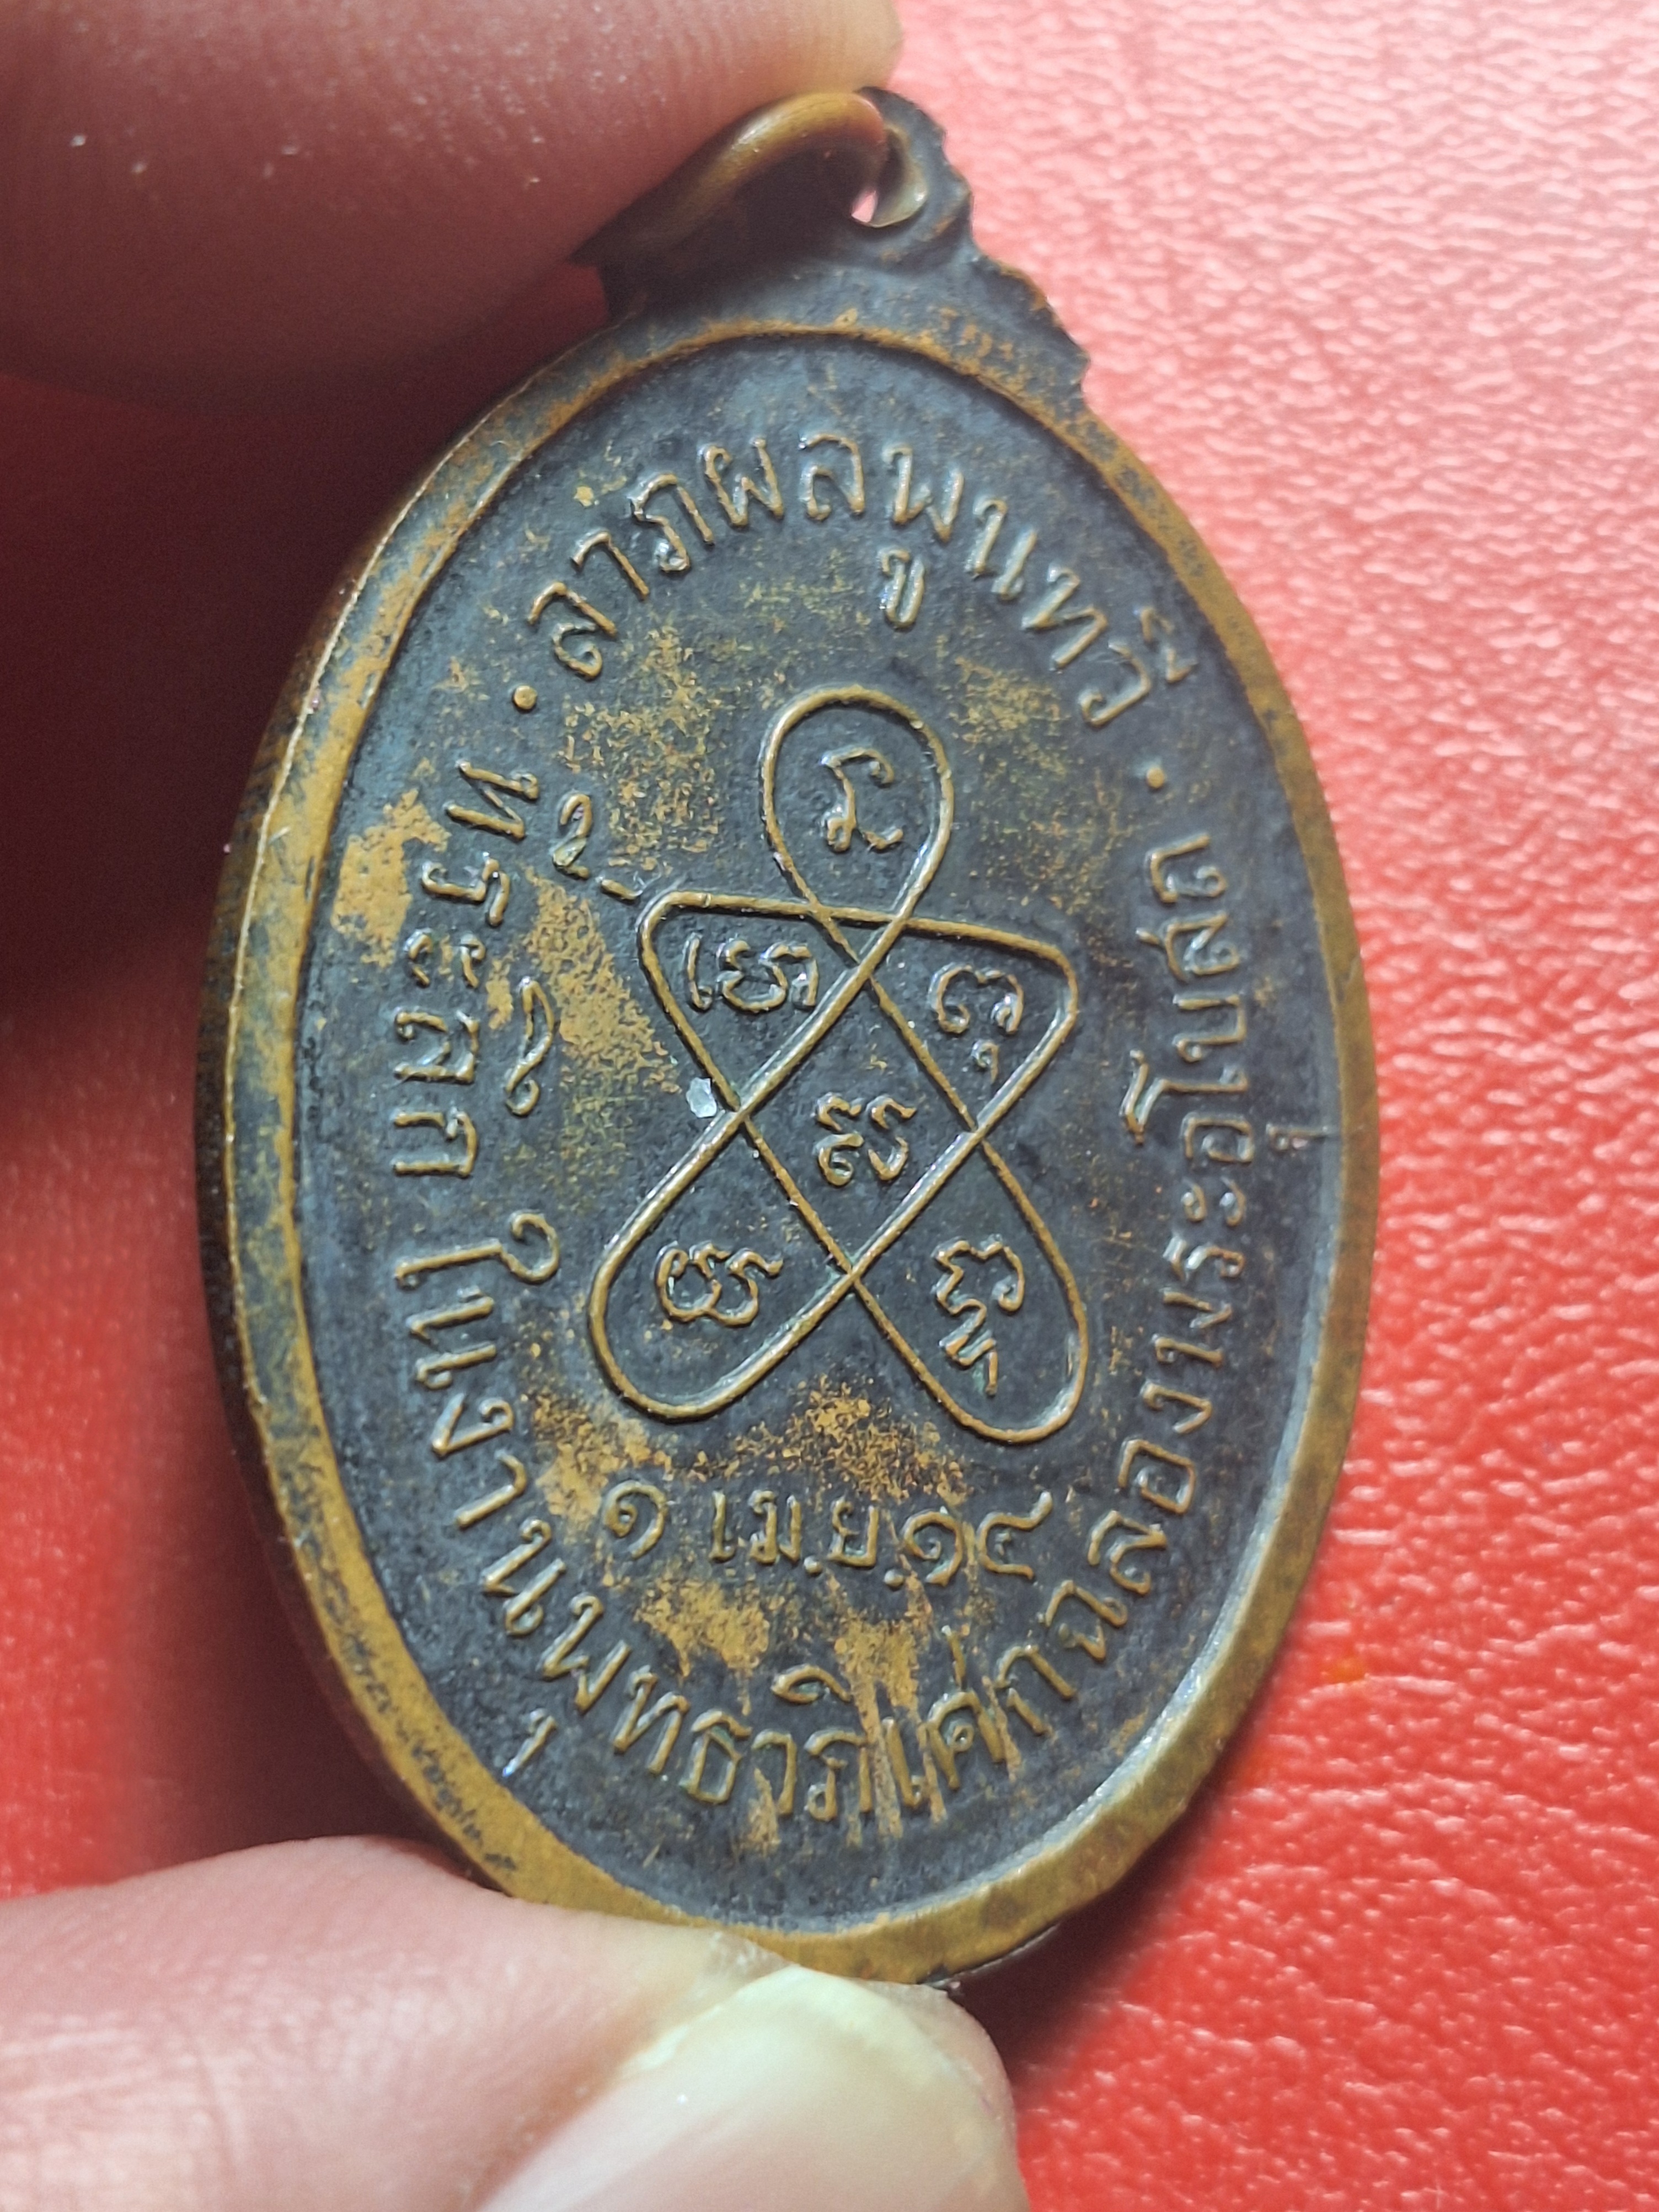 ลาภผลพูนทวี
ที่ระลึก ในงานพุทธาภิเศกฉลองพระอุโบสถ
๑ เม.ย.๑๔